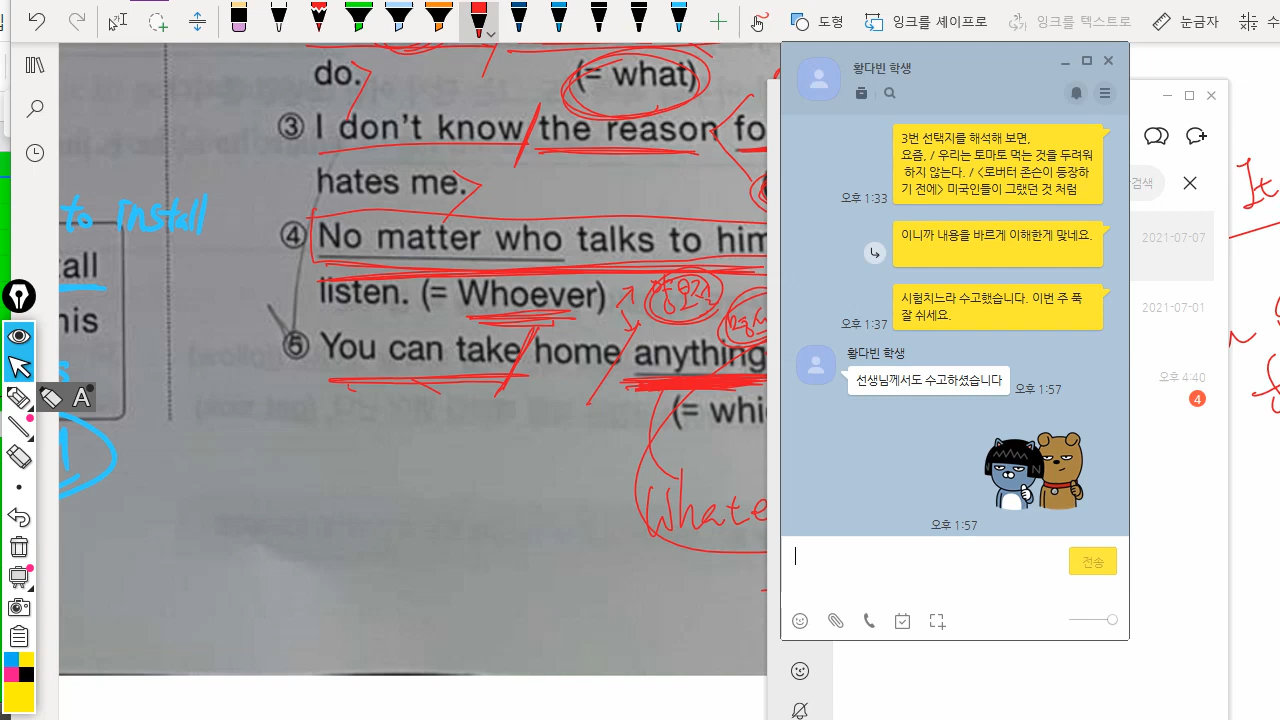 도형
잉크를 셰이프로
잉크를 텍스트로
눈금자
수
do.
(= what)
③ I don't know the reason fo
hates me.
④ No matter who talks to him
listen. (= Whoever)
⑤ You can take home anything
(= whic
Whate
to install
tall
his
A
황다빈 학생
3번 선택지를 해석해 보면,
요즘, / 우리는 토마토 먹는 것을 두려워
하지 않는다. / <로버터 존슨이 등장하
기 전에> 미국인들이 그랬던 것 처럼
오후 1:33
이니까 내용을 바르게 이해한게 맞네요.
시험치느라 수고했습니다. 이번 주 푹
잘 쉬세요.
오후 1:37
황다빈 학생
선생님께서도 수고하셨습니다
오후 1:57
오후 1:57
전송
검색
2021-07-07
2021-07-01
오후 4:40
4
It